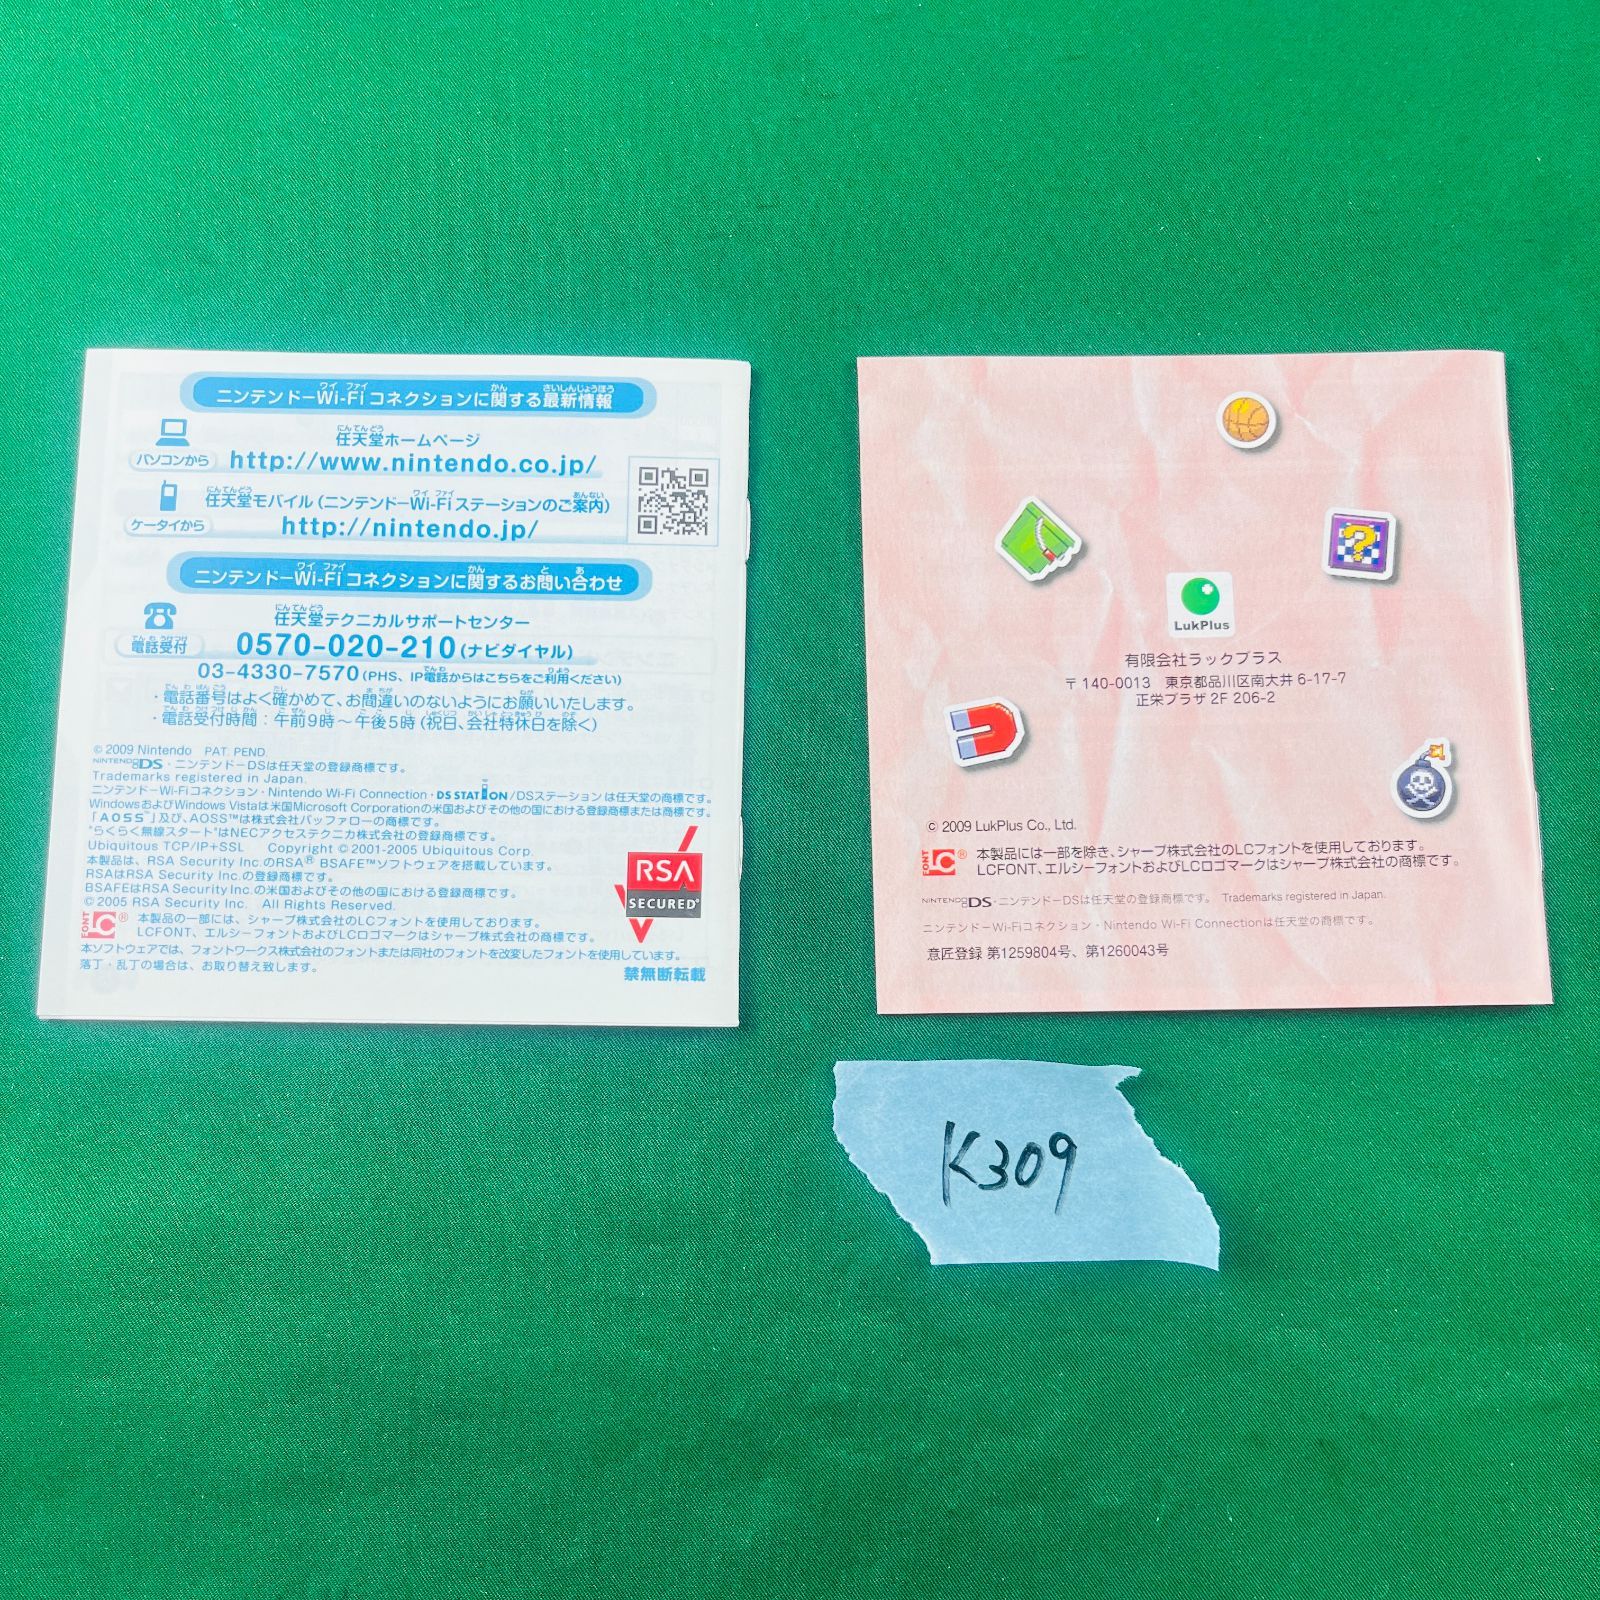 ニンテンドーWi-Fiコネクションに関する最新情報
任天堂ホームページ
パソコンから
http://www.nintendo.co.jp/
任天堂モバイル(ニンテンドーWi-Fiステーションのご案内)
ケータイから
http://nintendo.jp/
ニンテンドーWi-Fiコネクションに関するお問い合わせ
任天堂テクニカルサポートセンター
電話受付
0570-020-210(ナビダイヤル)
03-4330-7570(PHS、IP電話からはこちらをご利用ください)
・電話番号はよく確かめて、お間違いのないようにお願いいたします。
・電話受付時間:午前9時~午後5時(祝日、会社特休日を除く)
© 2009 Nintendo PAT. PEND.
NINTENDO DS・ニンテンドーDSは任天堂の登録商標です。
Trademarks registered in Japan.
ニンテンドーWi-Fiコネクション・Nintendo Wi-Fi Connection・DS STATION/DSステーションは任天堂の商標です。
WindowsおよびWindows Vistaは米国Microsoft Corporationの米国およびその他の国における登録商標または商標です。
「AOSS™」及び、AOSS™は株式会社バッファローの商標です。
"らくらく無線スタート"はNECアクセステクニカ株式会社の登録商標です。
Ubiquitous TCP/IP+SSL Copyright © 2001-2005 Ubiquitous Corp.
本製品は、RSA Security Inc.のRSA® BSAFE™ソフトウェアを搭載しています。
RSAはRSA Security Inc.の登録商標です。
BSAFEはRSA Security Inc.の米国およびその他の国における登録商標です。
© 2005 RSA Security Inc. All Rights Reserved.
RSA
SECURED®
LC FONT® 本製品の一部には、シャープ株式会社のLCフォントを使用しております。
LCFONT、エルシーフォントおよびLCロゴマークはシャープ株式会社の商標です。
本ソフトウェアでは、フォントワークス株式会社のフォントまたは同社のフォントを改変したフォントを使用しています。
落丁・乱丁の場合は、お取り替え致します。
禁無断転載
?
LukPlus
有限会社ラックプラス
〒140-0013 東京都品川区南大井 6-17-7
正栄プラザ 2F 206-2
© 2009 LukPlus Co., Ltd.
LC FONT® 本製品には一部を除き、シャープ株式会社のLCフォントを使用しております。
LCFONT、エルシーフォントおよびLCロゴマークはシャープ株式会社の商標です。
NINTENDO DS・ニンテンドーDSは任天堂の登録商標です。 Trademarks registered in Japan.
ニンテンドーWi-Fiコネクション・Nintendo Wi-Fi Connectionは任天堂の商標です。
意匠登録 第1259804号、第1260043号
K309